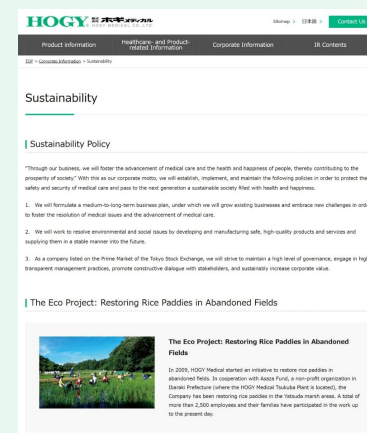 HOGY 株式会社 ホギメディカル
HOGY MEDICAL CO.,LTD.
Sitemap > 日本語 > Contact Us
Product information
Healthcare- and Product-
related Information
Corporate Information
IR Contents
TOP > Corporate Information > Sustainability
Sustainability
Sustainability Policy
"Through our business, we will foster the advancement of medical care and the health and happiness of people, thereby contributing to the
prosperity of society." With this as our corporate motto, we will establish, implement, and maintain the following policies in order to protect the
safety and security of medical care and pass to the next generation a sustainable society filled with health and happiness.
1. We will formulate a medium-to-long-term business plan, under which we will grow existing businesses and embrace new challenges in orde
to foster the resolution of medical issues and the advancement of medical care.
2. We will work to resolve environmental and social issues by developing and manufacturing safe, high-quality products and services and
supplying them in a stable manner into the future.
3. As a company listed on the Prime Market of the Tokyo Stock Exchange, we will strive to maintain a high level of governance, engage in high
transparent management practices, promote constructive dialogue with stakeholders, and sustainably increase corporate value.
The Eco Project: Restoring Rice Paddies in Abandoned Fields
The Eco Project: Restoring Rice Paddies in Abandoned
Fields
In 2009, HOGY Medical started an initiative to restore rice paddies in
abandoned fields. In cooperation with Asaza Fund, a non-profit organization in
Ibaraki Prefecture (where the HOGY Medical Tsukuba Plant is located), the
Company has been restoring rice paddies in the Yatsuda marsh areas. A total of
more than 2,500 employees and their families have participated in the work up
to the present day.